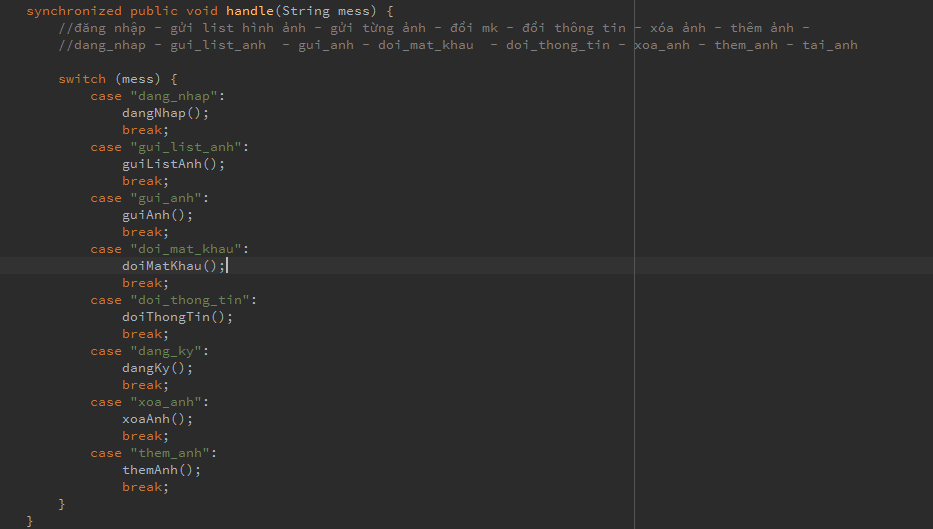 synchronized public void handle(String mess) {
//đăng nhập - gửi list hình ảnh - gửi từng ảnh - đổi mk - đổi thông tin - xóa ảnh - thêm ảnh -
//dang_nhap - gui_list_anh - gui_anh - doi_mat_khau - doi_thong_tin - xoa_anh - them_anh - tai_anh
switch (mess) {
case "dang_nhap":
dangNhap();
break;
case "gui_list_anh":
guiListAnh();
break;
case "gui_anh":
guiAnh();
break;
case "doi_mat_khau":
doiMatKhau();
break;
case "doi_thong_tin":
doiThongTin();
break;
case "dang_ky":
dangKy();
break;
case "xoa_anh":
xoaAnh();
break;
case "them_anh":
themAnh();
break;
}
}